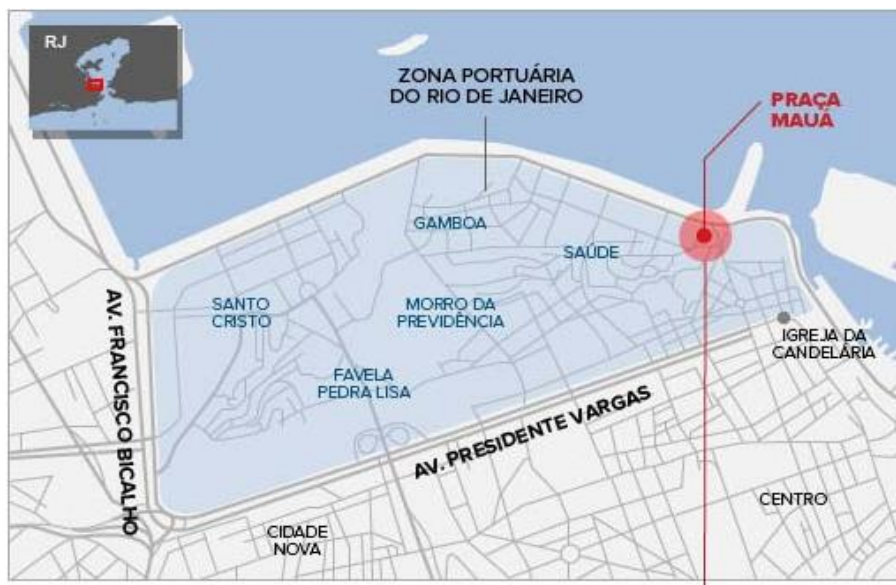 RJ
ZONA PORTUÁRIA
DO RIO DE JANEIRO
PRAÇA
MAUÁ
GAMBOA
SAÚDE
SANTO
CRISTO
MORRO DA
PREVIDÊNCIA
IGREJA DA
CANDELÁRIA
FAVELA
PEDRA LISA
AV. FRANCISCO BICALHO
AV. PRESIDENTE VARGAS
CENTRO
CIDADE
NOVA